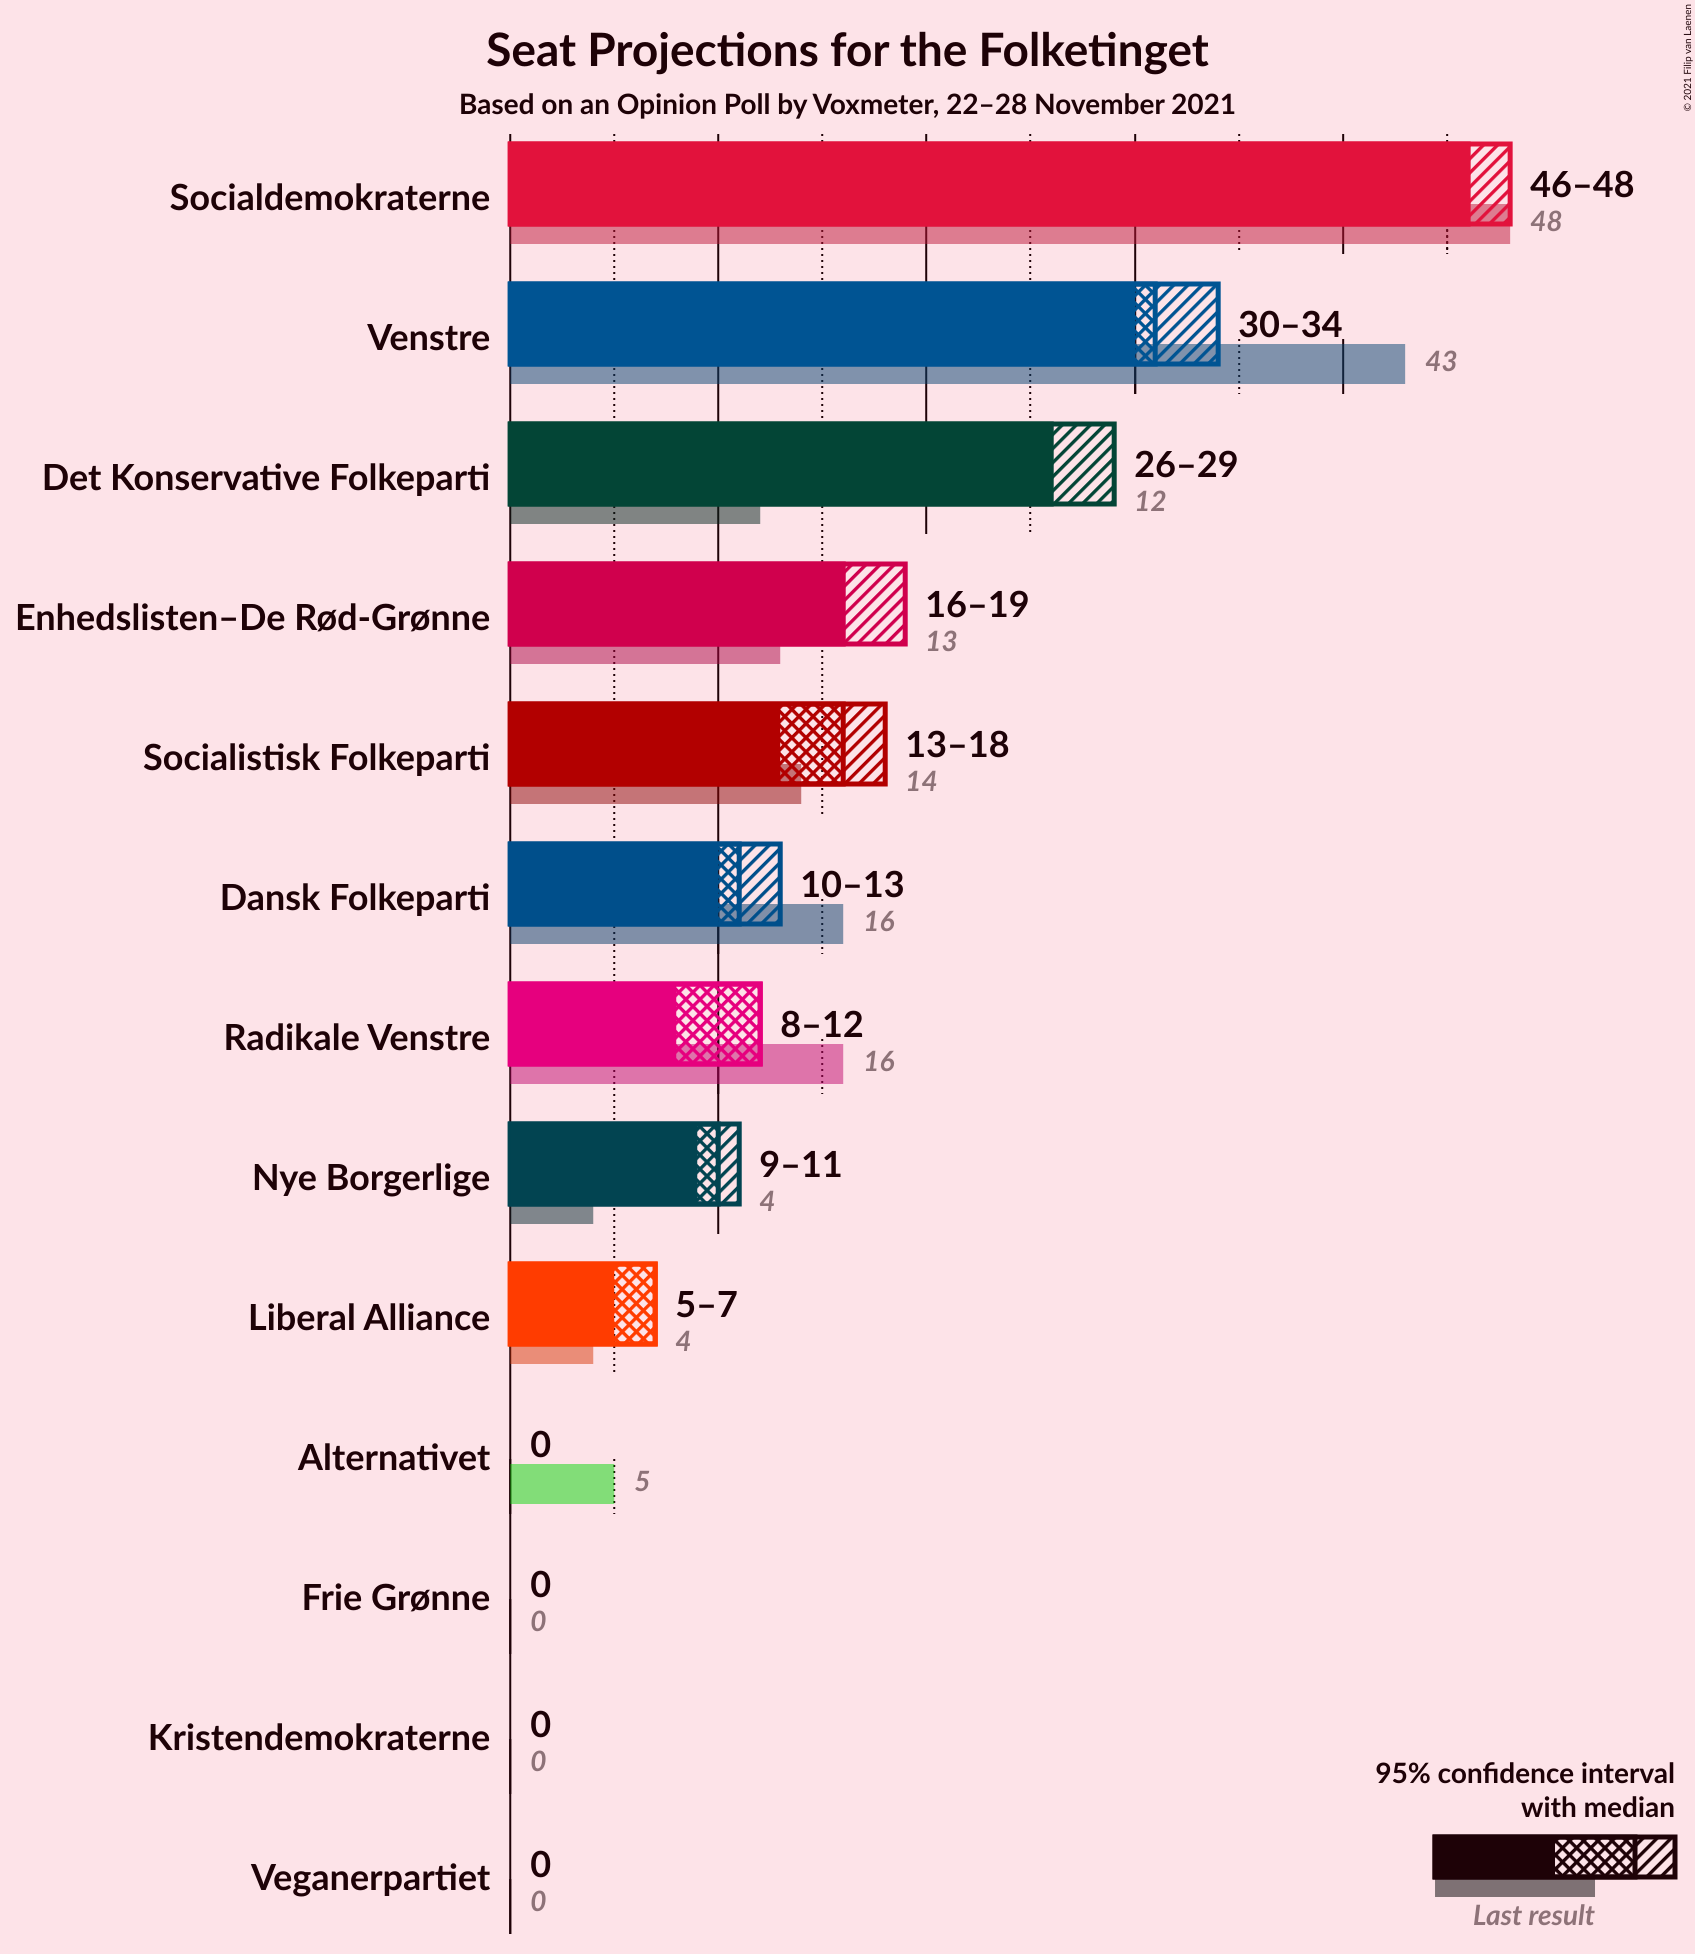 Seat Projections for the Folketinget
Based on an Opinion Poll by Voxmeter, 22–28 November 2021
© 2021 Filip van Laenen
Socialdemokraterne
46–48
48
Venstre
30–34
43
Det Konservative Folkeparti
26–29
12
Enhedslisten–De Rød-Grønne
16–19
13
Socialistisk Folkeparti
13–18
14
Dansk Folkeparti
10–13
16
Radikale Venstre
8–12
16
Nye Borgerlige
9–11
4
Liberal Alliance
5–7
4
Alternativet
0
5
Frie Grønne
0
0
Kristendemokraterne
0
0
Veganerpartiet
0
0
95% confidence interval
with median
Last result